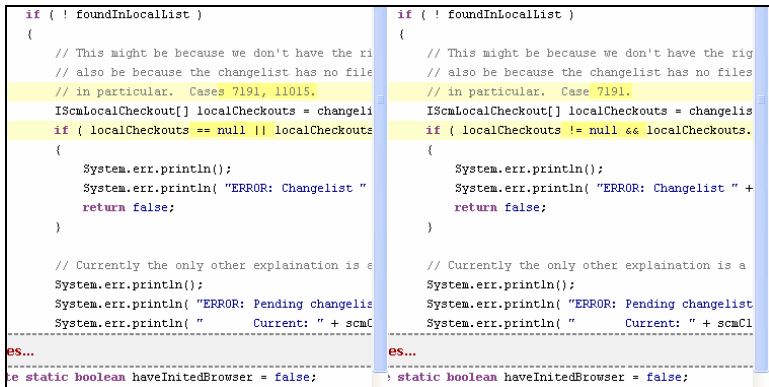 if ( ! foundInLocalList )
{
// This might be because we don't have the ri
// also be because the changelist has no files
// in particular. Cases 7191, 11015.
IScmLocalCheckout[] localCheckouts = changeli
if ( localCheckouts == null || localCheckouts
{
System.err.println();
System.err.println( "ERROR: Changelist "
return false;
}
// Currently the only other explaination is
System.err.println();
System.err.println( "ERROR: Pending changelis
System.err.println( " Current: " + scmC
es...
te static boolean haveInitedBrowser = false;
if ( ! foundInLocalList )
{
// This might be because we don't have the rig
// also be because the changelist has no files
// in particular. Case 7191.
IScmLocalCheckout[] localCheckouts = changels
if ( localCheckouts != null && localCheckouts.
{
System.err.println();
System.err.println( "ERROR: Changelist " +
return false;
}
// Currently the only other explaination is a
System.err.println();
System.err.println( "ERROR: Pending changelist
System.err.println( " Current: " + scmCl
es...
e static boolean haveInitedBrowser = false;